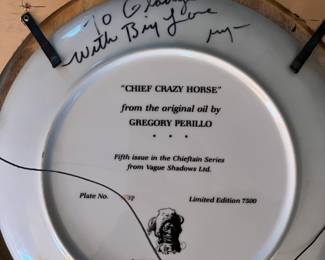 To
With Big Love
"CHIEF CRAZY HORSE"
from the original oil by
GREGORY PERILLO
* * *
Fifth issue in the Chieftain Series
from Vague Shadows Ltd.
Plate No.
Limited Edition 7500